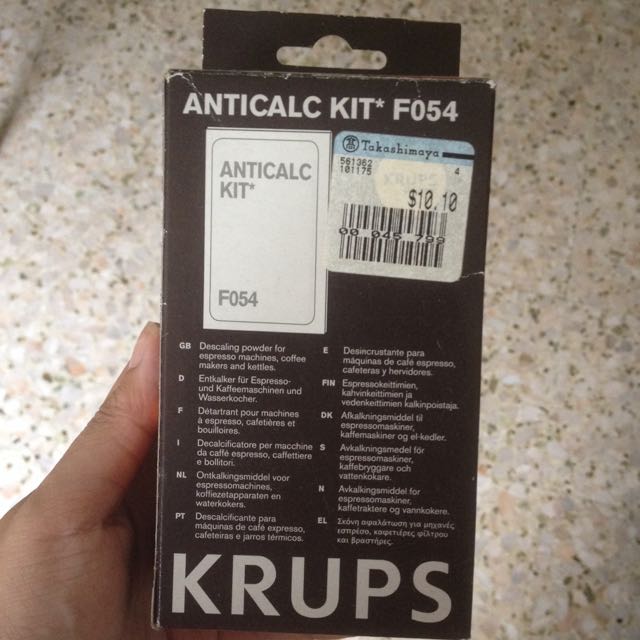 ANTICALC KIT* F054
ANTICALC
KIT*
F054
Takashimaya
561362
101175 4
KRUPS
$10.10
GB Descaling powder for
espresso machines, coffee
makers and kettles.
D Entkalker für Espresso-
und Kaffeemaschinen und
Wasserkocher.
F Détartrant pour machines
à espresso, cafetières et
bouilloires.
I Decalcificatore per macchine
da caffè espresso, caffettiere
e bollitori.
NL Ontkalkingsmiddel voor
espressomachines,
koffiezetapparaten en
waterkokers.
PT Descalcificante para
máquinas de café expresso,
cafeteiras e jarros térmicos.
E Desincrustante para
máquinas de café espresso,
cafeteras y hervidores.
FIN Espressokeittimien,
kahvinkeittimien ja
vedenkeittimien kalkinpoistaja.
DK Afkalkningsmiddel til
espressomaskiner,
kaffemaskiner og el-kedler.
S Avkalkningsmedel för
espressomaskiner,
kaffebryggare och
vattenkokare.
N Avkalkningsmiddel for
espressomaskiner,
kaffetraktere og vannkokere.
EL Σκόνη αφαλάτωση για μηχανές
εσπρέσο, καφετιέρες φίλτρου
και βραστήρες.
KRUPS